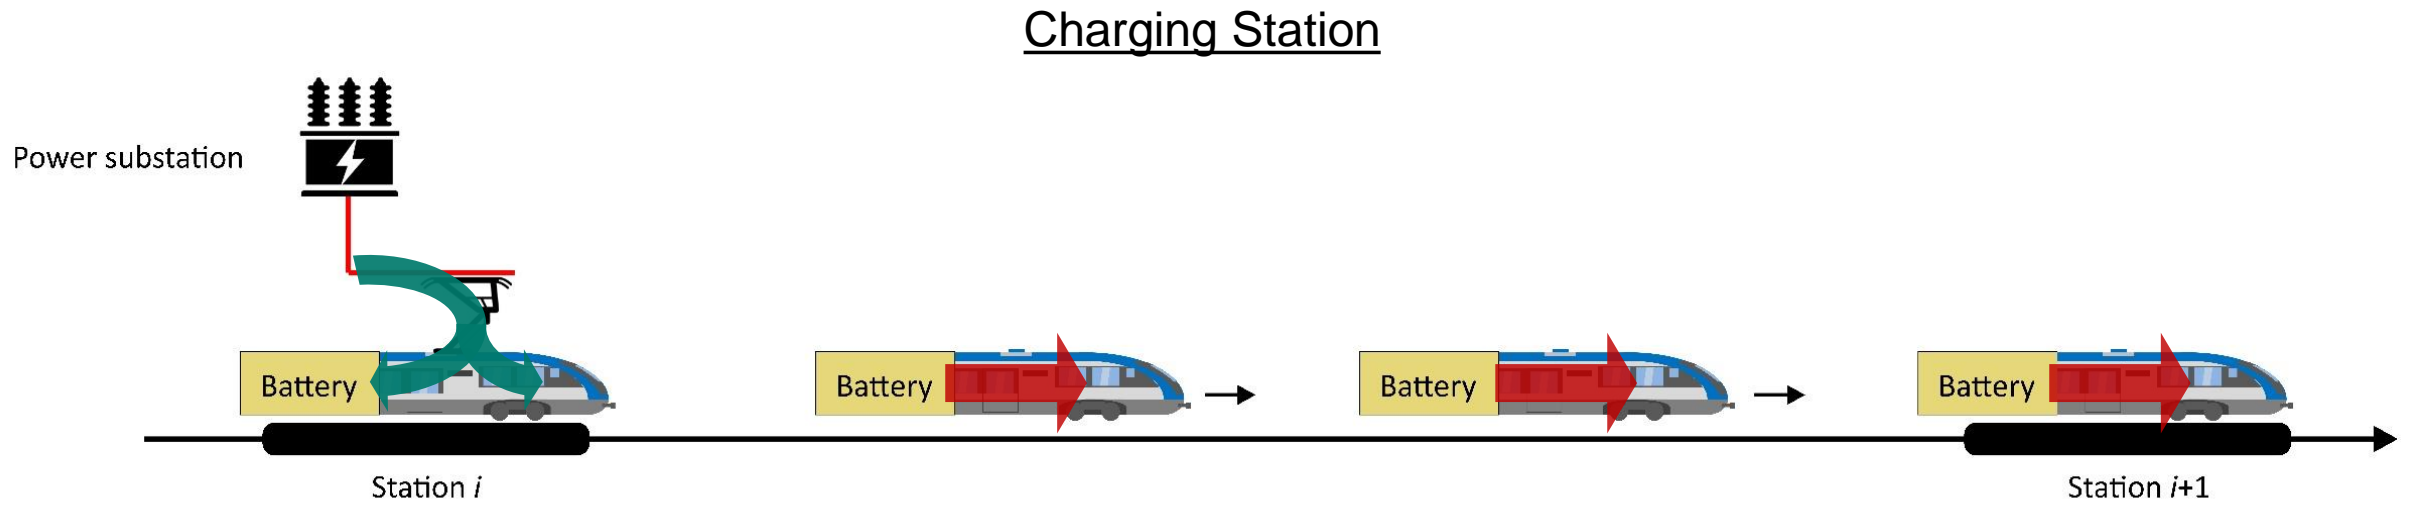 Charging Station
Power substation
Battery
Battery
Battery
Battery
Station i
Station i+1